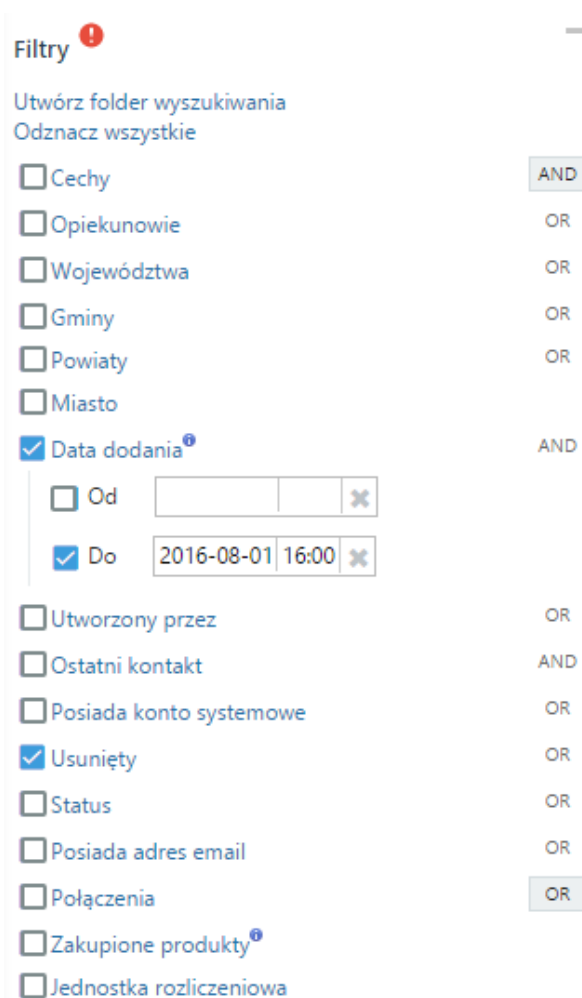 Filtry
Utwórz folder wyszukiwania
Odznacz wszystkie
Cechy AND
Opiekunowie OR
Województwa OR
Gminy OR
Powiaty OR
Miasto
Data dodania AND
Od
Do 2016-08-01 16:00
Utworzony przez OR
Ostatni kontakt AND
Posiada konto systemowe OR
Usunięty OR
Status OR
Posiada adres email OR
Połączenia OR
Zakupione produkty
Jednostka rozliczeniowa